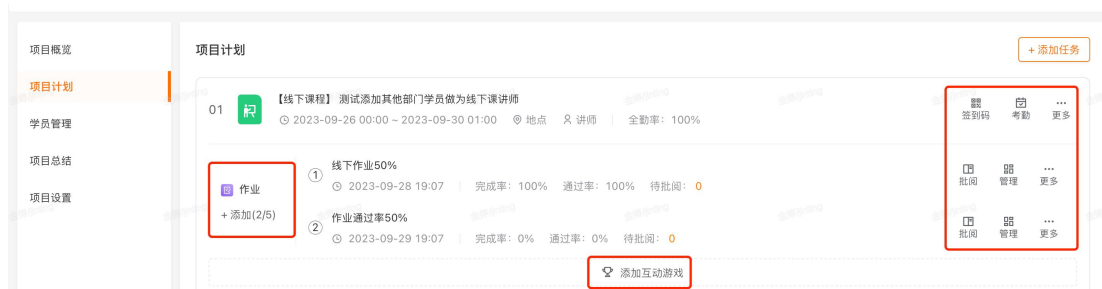 项目概览
项目计划
学员管理
项目总结
项目设置
项目计划
+ 添加任务
01
【线下课程】 测试添加其他部门学员做为线下课讲师
2023-09-26 00:00 ~ 2023-09-30 01:00 地点 讲师 全勤率: 100%
签到码 考勤 更多
作业
+ 添加(2/5)
1 线下作业50%
2023-09-28 19:07 完成率: 100% 通过率: 100% 待批阅: 0
批阅 管理 更多
2 作业通过率50%
2023-09-29 19:07 完成率: 0% 通过率: 0% 待批阅: 0
批阅 管理 更多
添加互动游戏